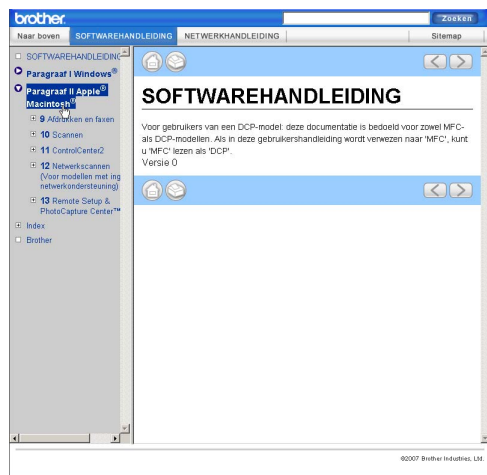 brother.
Zoeken
Naar boven
SOFTWAREHANDLEIDING
NETWERKHANDLEIDING
Sitemap
SOFTWAREHANDLEIDING
Paragraaf I Windows®
Paragraaf II Apple®
Macintosh®
9 Afdrukken en faxen
10 Scannen
11 ControlCenter2
12 Netwerkscannen
(Voor modellen met ing
netwerkondersteuning)
13 Remote Setup &
PhotoCapture Center™
Index
Brother
SOFTWAREHANDLEIDING
Voor gebruikers van een DCP-model: deze documentatie is bedoeld voor zowel MFC-
als DCP-modellen. Als in deze gebruikershandleiding wordt verwezen naar 'MFC', kunt
u 'MFC' lezen als 'DCP'.
Versie 0
©2007 Brother Industries, Ltd.